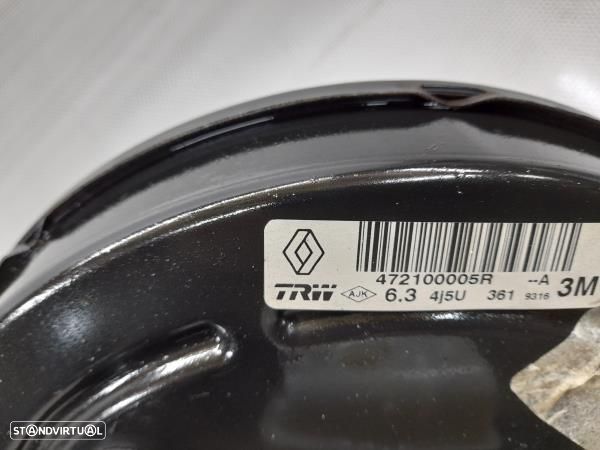 472100005R --A
TRW AJK 6.3 4j5U 361 9316 3M
STANDVIRTUAL